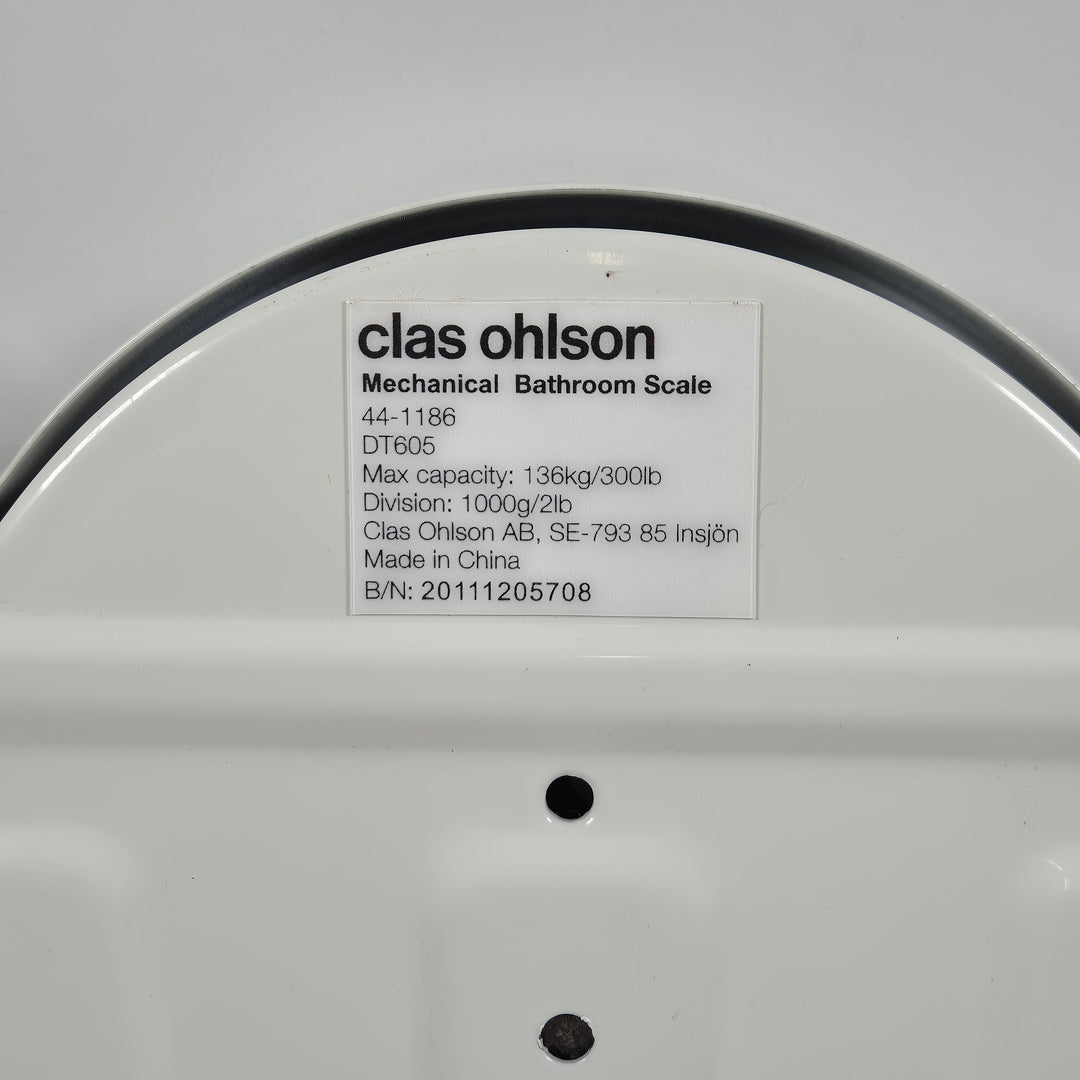 clas ohlson
Mechanical Bathroom Scale
44-1186
DT605
Max capacity: 136kg/300lb
Division: 1000g/2lb
Clas Ohlson AB, SE-793 85 Insjön
Made in China
B/N: 20111205708